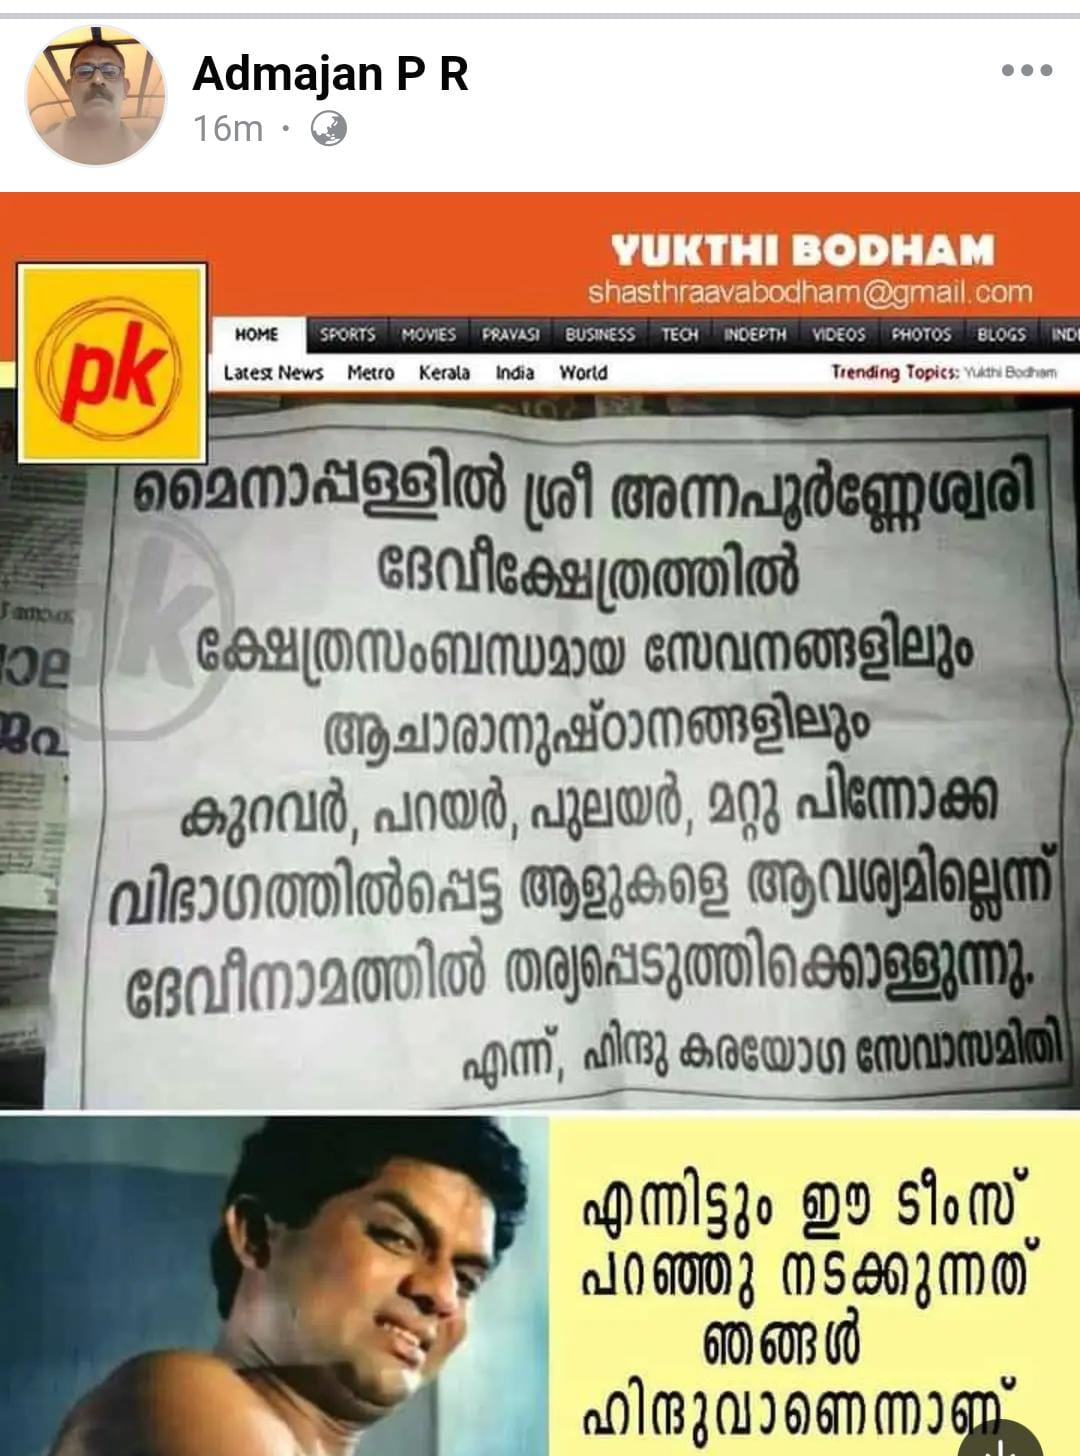 Admajan P R
16m ·
YUKTHI BODHAM
shasthraavabodham@gmail.com
pk
HOME SPORTS MOVIES PRAVASI BUSINESS TECH INDEPTH VIDEOS PHOTOS BLOGS INDI
Latest News Metro Kerala India World Trending Topics: Yukthi Bodham
മൈനാപ്പള്ളിൽ ശ്രീ അന്നപൂർണ്ണേശ്വരി
ദേവീക്ഷേത്രത്തിൽ
ക്ഷേത്രസംബന്ധമായ സേവനങ്ങളിലും
ആചാരാനുഷ്ഠാനങ്ങളിലും
കുറവർ, പറയർ, പുലയർ, മറ്റു പിന്നോക്ക
വിഭാഗത്തിൽപ്പെട്ട ആളുകളെ ആവശ്യമില്ലെന്ന്
ദേവീനാമത്തിൽ തര്യപ്പെടുത്തിക്കൊള്ളുന്നു.
എന്ന്, ഹിന്ദു കരയോഗ സേവാസമിതി
എന്നിട്ടും ഈ ടീംസ്
പറഞ്ഞു നടക്കുന്നത്
ഞങ്ങൾ
ഹിന്ദുവാണെന്നാണ്